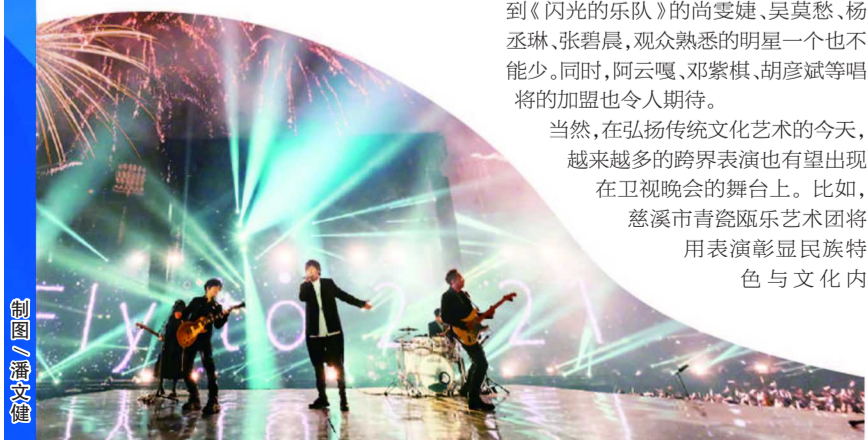 到《闪光的乐队》的尚雯婕、吴莫愁、杨
丞琳、张碧晨,观众熟悉的明星一个也不
能少。同时,阿云嘎、邓紫棋、胡彦斌等唱
将的加盟也令人期待。
当然,在弘扬传统文化艺术的今天,
越来越多的跨界表演也有望出现
在卫视晚会的舞台上。比如,
慈溪市青瓷瓯乐艺术团将
用表演彰显民族特
色与文化内
Fly to 2021
制图/潘文健